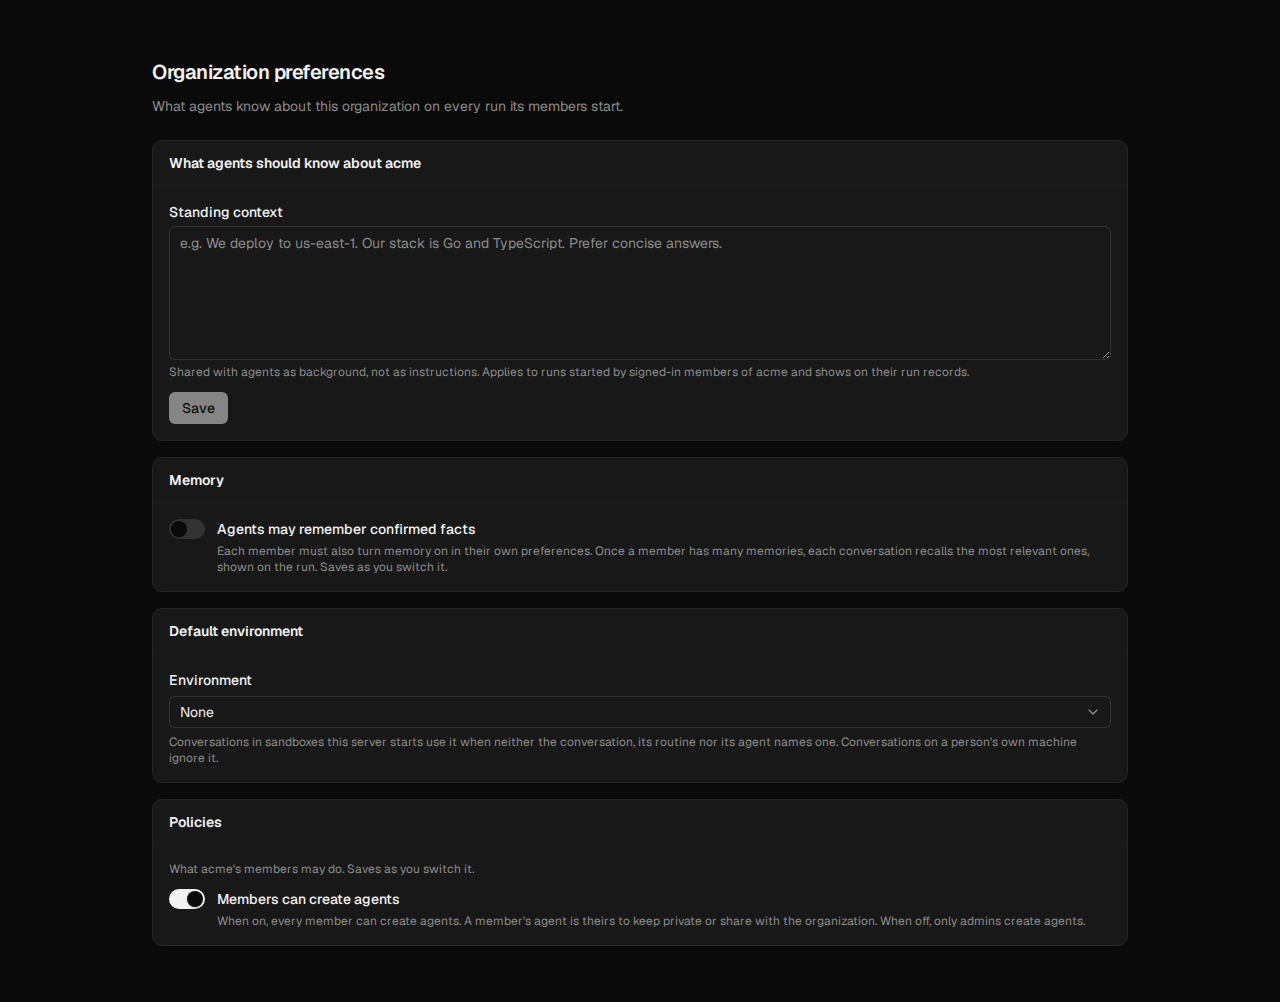 Organization preferences
What agents know about this organization on every run its members start.
What agents should know about acme
Standing context
e.g. We deploy to us-east-1. Our stack is Go and TypeScript. Prefer concise answers.
Shared with agents as background, not as instructions. Applies to runs started by signed-in members of acme and shows on their run records.
Save
Memory
Agents may remember confirmed facts
Each member must also turn memory on in their own preferences. Once a member has many memories, each conversation recalls the most relevant ones,
shown on the run. Saves as you switch it.
Default environment
Environment
None
Conversations in sandboxes this server starts use it when neither the conversation, its routine nor its agent names one. Conversations on a person's own machine
ignore it.
Policies
What acme's members may do. Saves as you switch it.
Members can create agents
When on, every member can create agents. A member's agent is theirs to keep private or share with the organization. When off, only admins create agents.